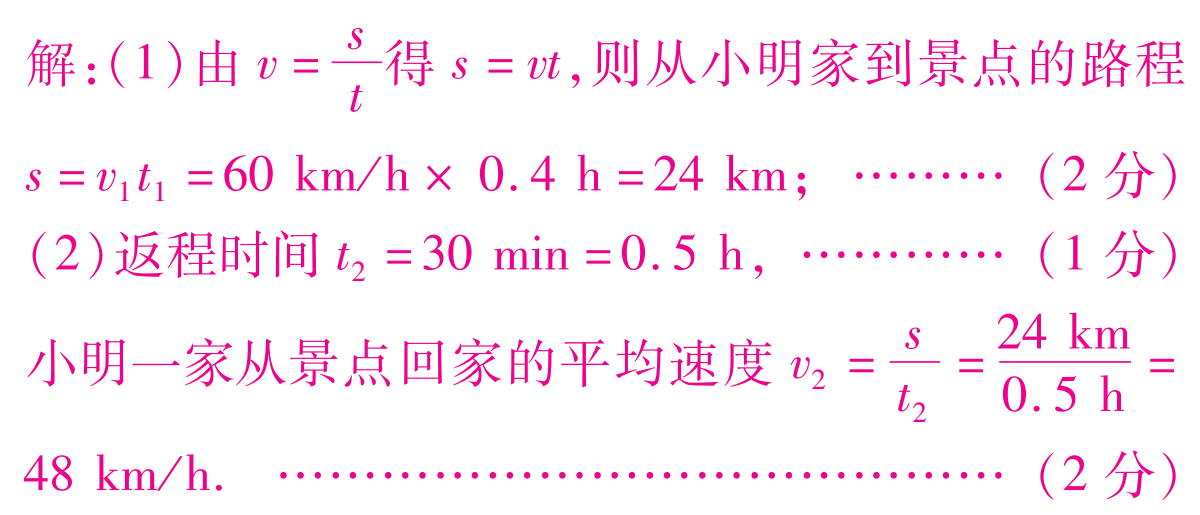 解:(1)由 v = s/t 得 s = vt,则从小明家到景点的路程
s = v₁t₁ = 60 km/h × 0.4 h = 24 km; ……… (2 分)
(2)返程时间 t₂ = 30 min = 0.5 h, ………… (1 分)
小明一家从景点回家的平均速度 v₂ = s/t₂ = 24 km/0.5 h =
48 km/h. ………………………………… (2 分)